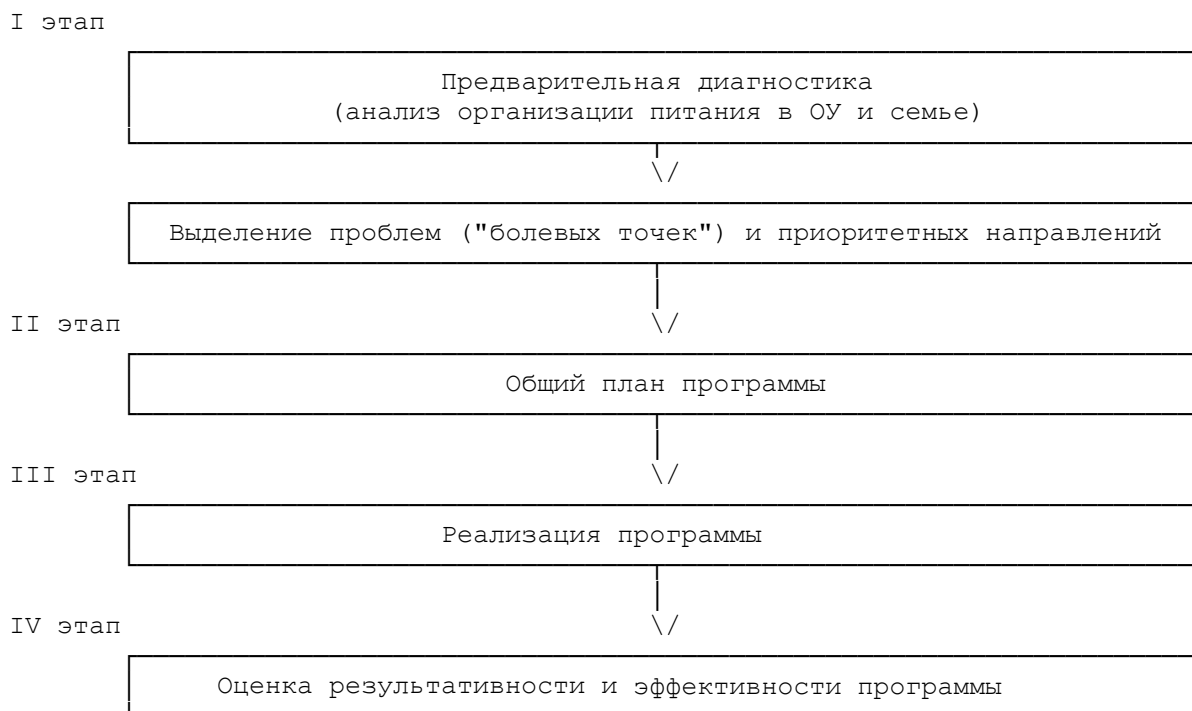 I этап
Предварительная диагностика
(анализ организации питания в ОУ и семье)
Выделение проблем ("болевых точек") и приоритетных направлений
II этап
Общий план программы
III этап
Реализация программы
IV этап
Оценка результативности и эффективности программы